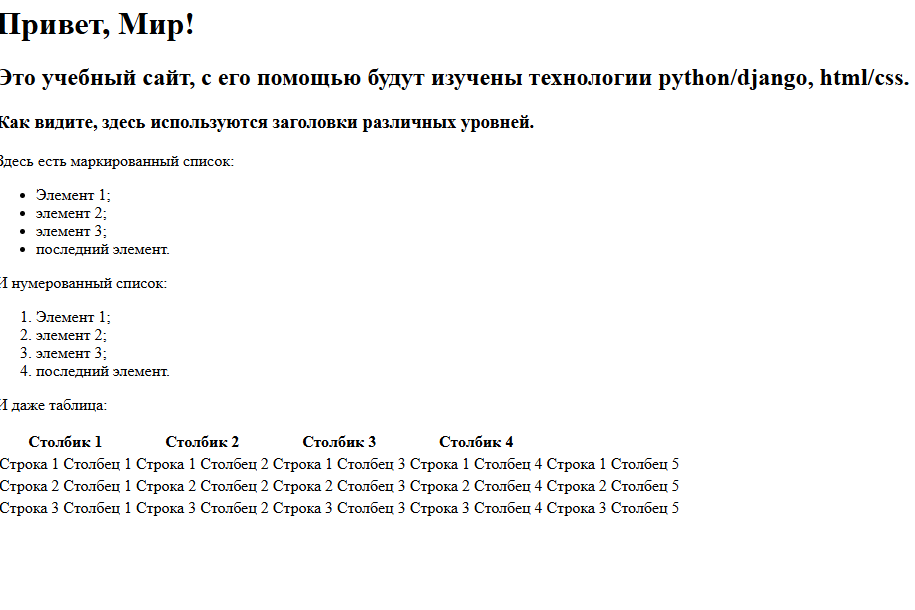 Привет, Мир!
Это учебный сайт, с его помощью будут изучены технологии python/django, html/css.
Как видите, здесь используются заголовки различных уровней.
Здесь есть маркированный список:
• Элемент 1;
• элемент 2;
• элемент 3;
• последний элемент.
И нумерованный список:
1. Элемент 1;
2. элемент 2;
3. элемент 3;
4. последний элемент.
И даже таблица:
Столбик 1 Столбик 2 Столбик 3 Столбик 4
Строка 1 Столбец 1 Строка 1 Столбец 2 Строка 1 Столбец 3 Строка 1 Столбец 4 Строка 1 Столбец 5
Строка 2 Столбец 1 Строка 2 Столбец 2 Строка 2 Столбец 3 Строка 2 Столбец 4 Строка 2 Столбец 5
Строка 3 Столбец 1 Строка 3 Столбец 2 Строка 3 Столбец 3 Строка 3 Столбец 4 Строка 3 Столбец 5